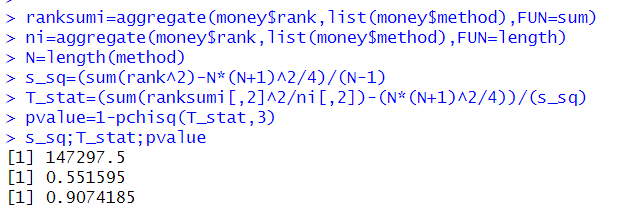 >
> ranksumi=aggregate(money$rank,list(money$method),FUN=sum)
> ni=aggregate(money$rank,list(money$method),FUN=length)
> N=length(method)
> s_sq=(sum(rank^2)-N*(N+1)^2/4)/(N-1)
> T_stat=(sum(ranksumi[,2]^2/ni[,2])-(N*(N+1)^2/4))/(s_sq)
> pvalue=1-pchisq(T_stat,3)
> s_sq;T_stat;pvalue
[1] 147297.5
[1] 0.551595
[1] 0.9074185